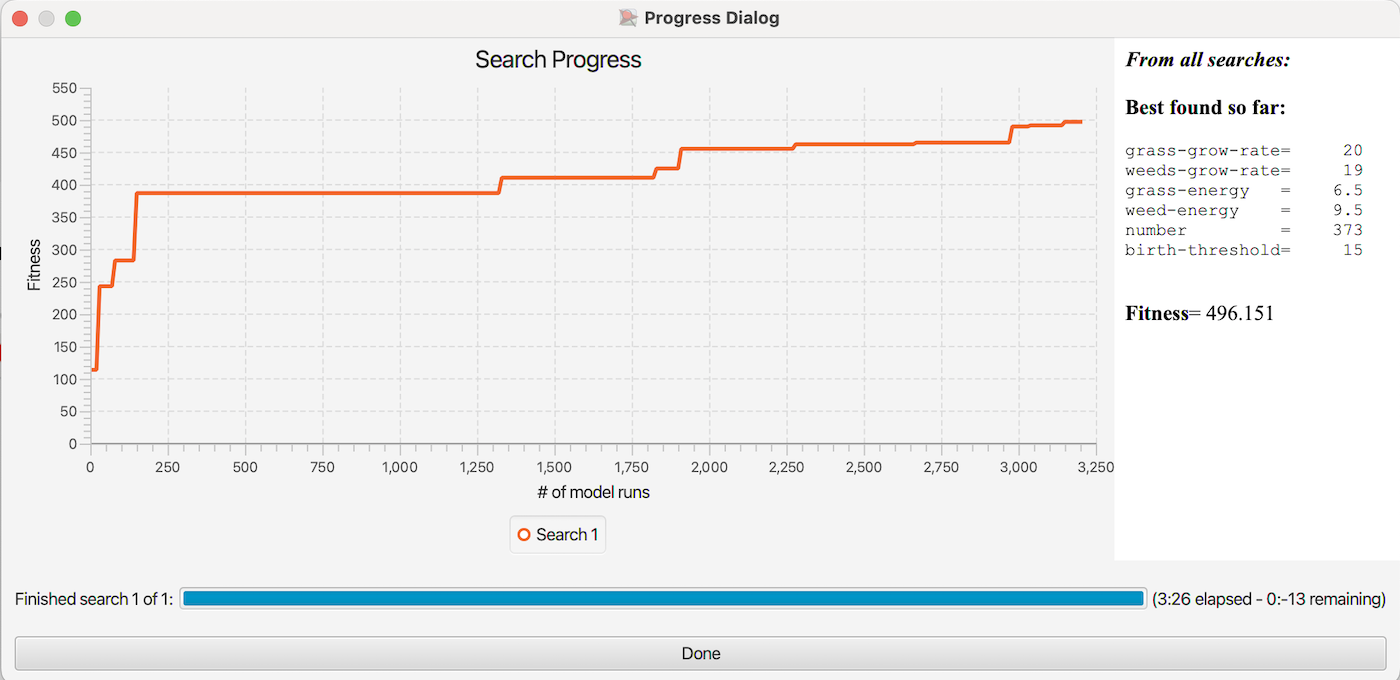 Progress Dialog
Search Progress
Fitness
550
500
450
400
350
300
250
200
150
100
50
0
0 250 500 750 1,000 1,250 1,500 1,750 2,000 2,250 2,500 2,750 3,000 3,250
# of model runs
Search 1
From all searches:
Best found so far:
grass-grow-rate= 20
weeds-grow-rate= 19
grass-energy = 6.5
weed-energy = 9.5
number = 373
birth-threshold= 15
Fitness= 496.151
Finished search 1 of 1: (3:26 elapsed - 0:-13 remaining)
Done